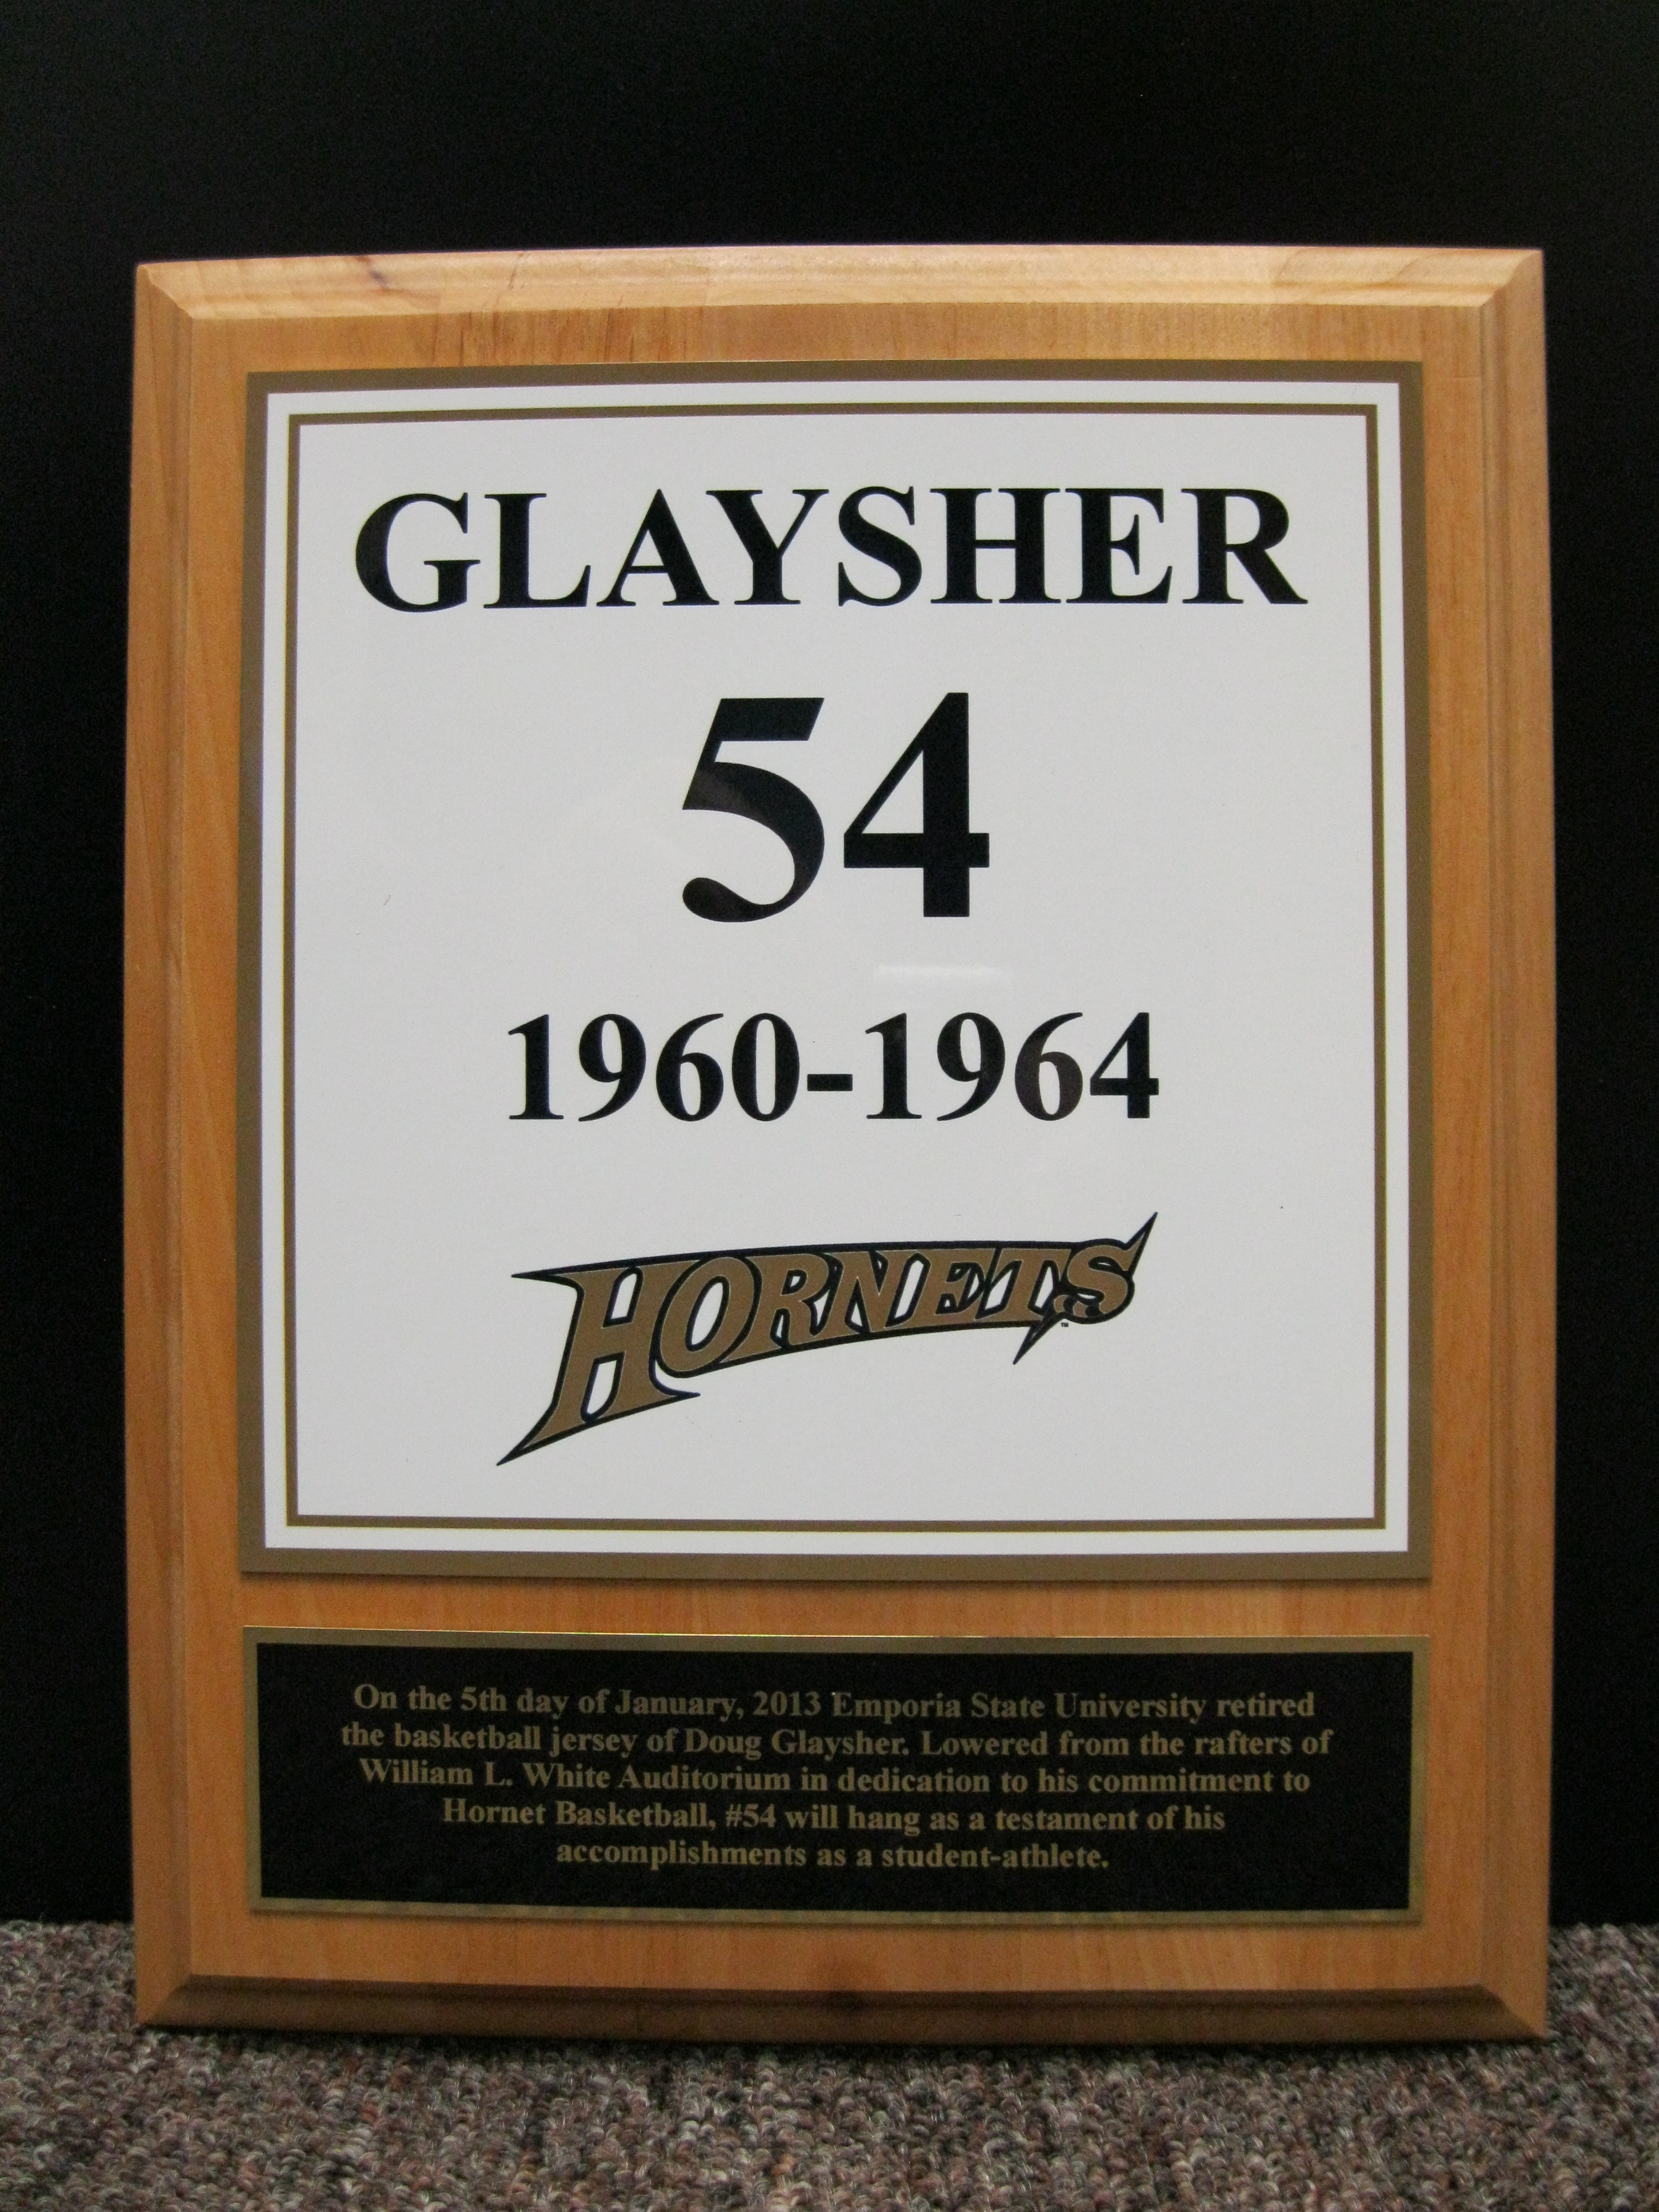 GLAYSHER
54
1960-1964
HORNETS
TM
On the 5th day of January, 2013 Emporia State University retired
the basketball jersey of Doug Glaysher. Lowered from the rafters of
William L. White Auditorium in dedication to his commitment to
Hornet Basketball, #54 will hang as a testament of his
accomplishments as a student-athlete.